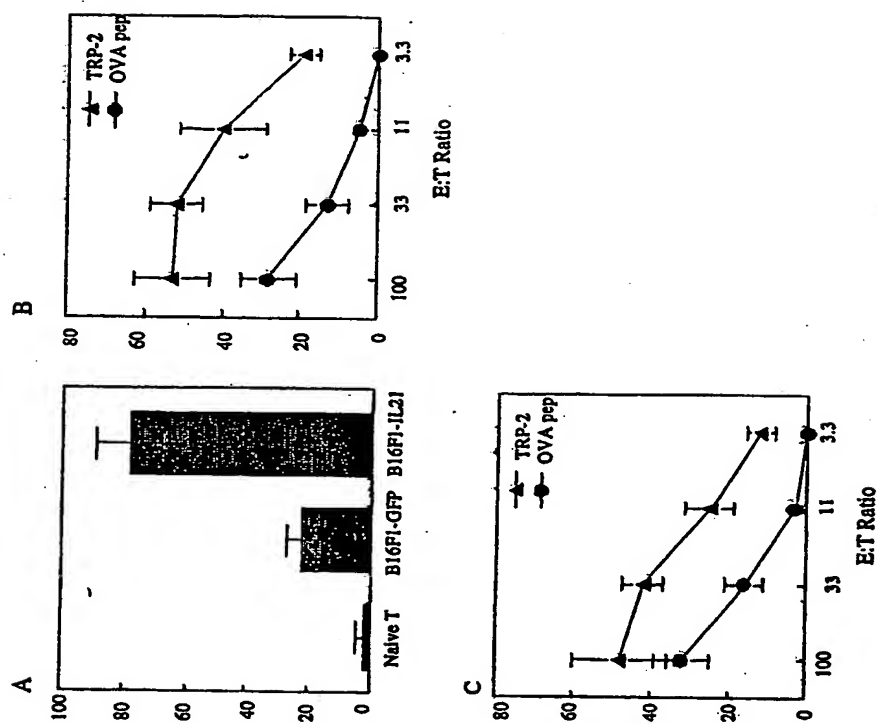 A
100
80
60
40
20
0
Naive T
B16F1-GFP
B16F1-IL21
B
80
60
40
20
0
TRP-2
OVA pep
100
33
11
3.3
E:T Ratio
C
80
60
40
20
0
TRP-2
OVA pep
100
33
11
3.3
E:T Ratio